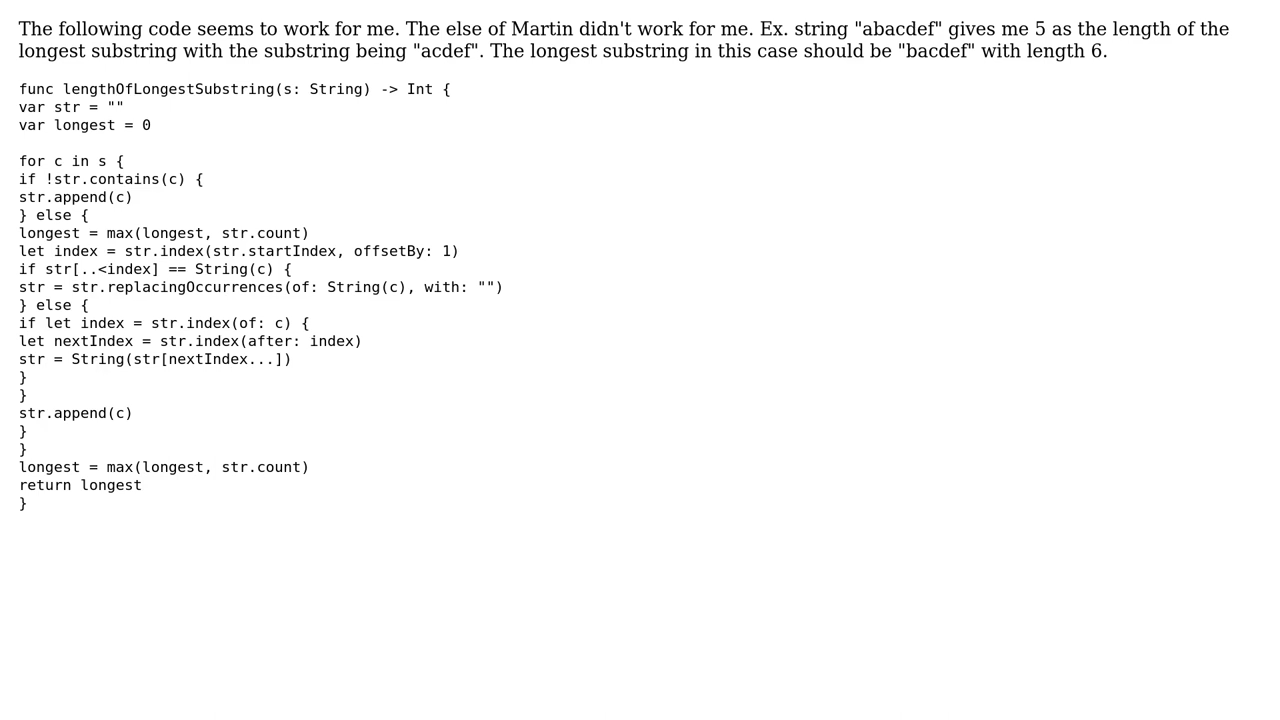 The following code seems to work for me. The else of Martin didn't work for me. Ex. string "abacdef" gives me 5 as the length of the
longest substring with the substring being "acdef". The longest substring in this case should be "bacdef" with length 6.
func lengthOfLongestSubstring(s: String) -> Int {
var str = ""
var longest = 0
for c in s {
if !str.contains(c) {
str.append(c)
} else {
longest = max(longest, str.count)
let index = str.index(str.startIndex, offsetBy: 1)
if str[..<index] == String(c) {
str = str.replacingOccurrences(of: String(c), with: "")
} else {
if let index = str.index(of: c) {
let nextIndex = str.index(after: index)
str = String(str[nextIndex...])
}
}
str.append(c)
}
}
longest = max(longest, str.count)
return longest
}